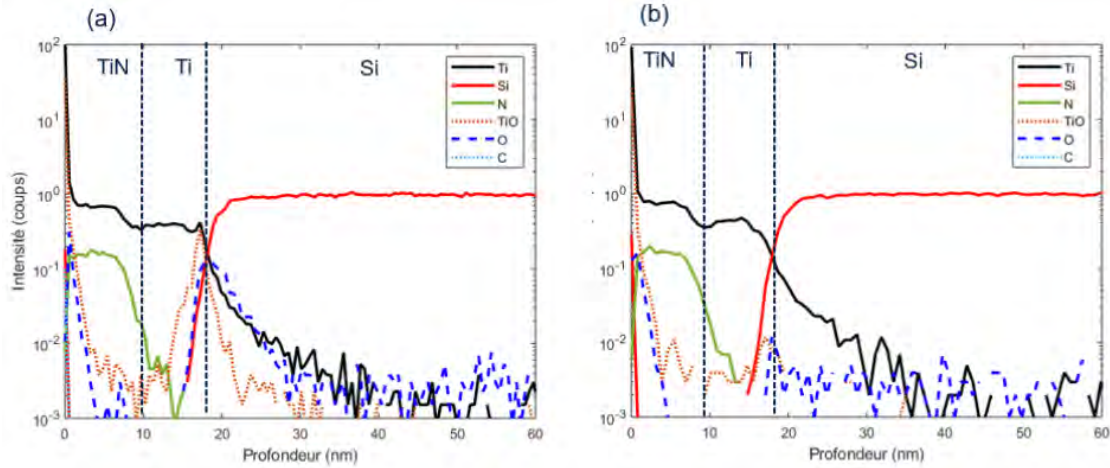 (a)
TiN Ti Si
Ti
Si
N
TiO
O
C
10²
10¹
10⁰
10⁻¹
10⁻²
10⁻³
Intensité (coups)
0 10 20 30 40 50 60
Profondeur (nm)
(b)
TiN Ti Si
Ti
Si
N
TiO
O
C
10²
10¹
10⁰
10⁻¹
10⁻²
10⁻³
0 10 20 30 40 50 60
Profondeur (nm)